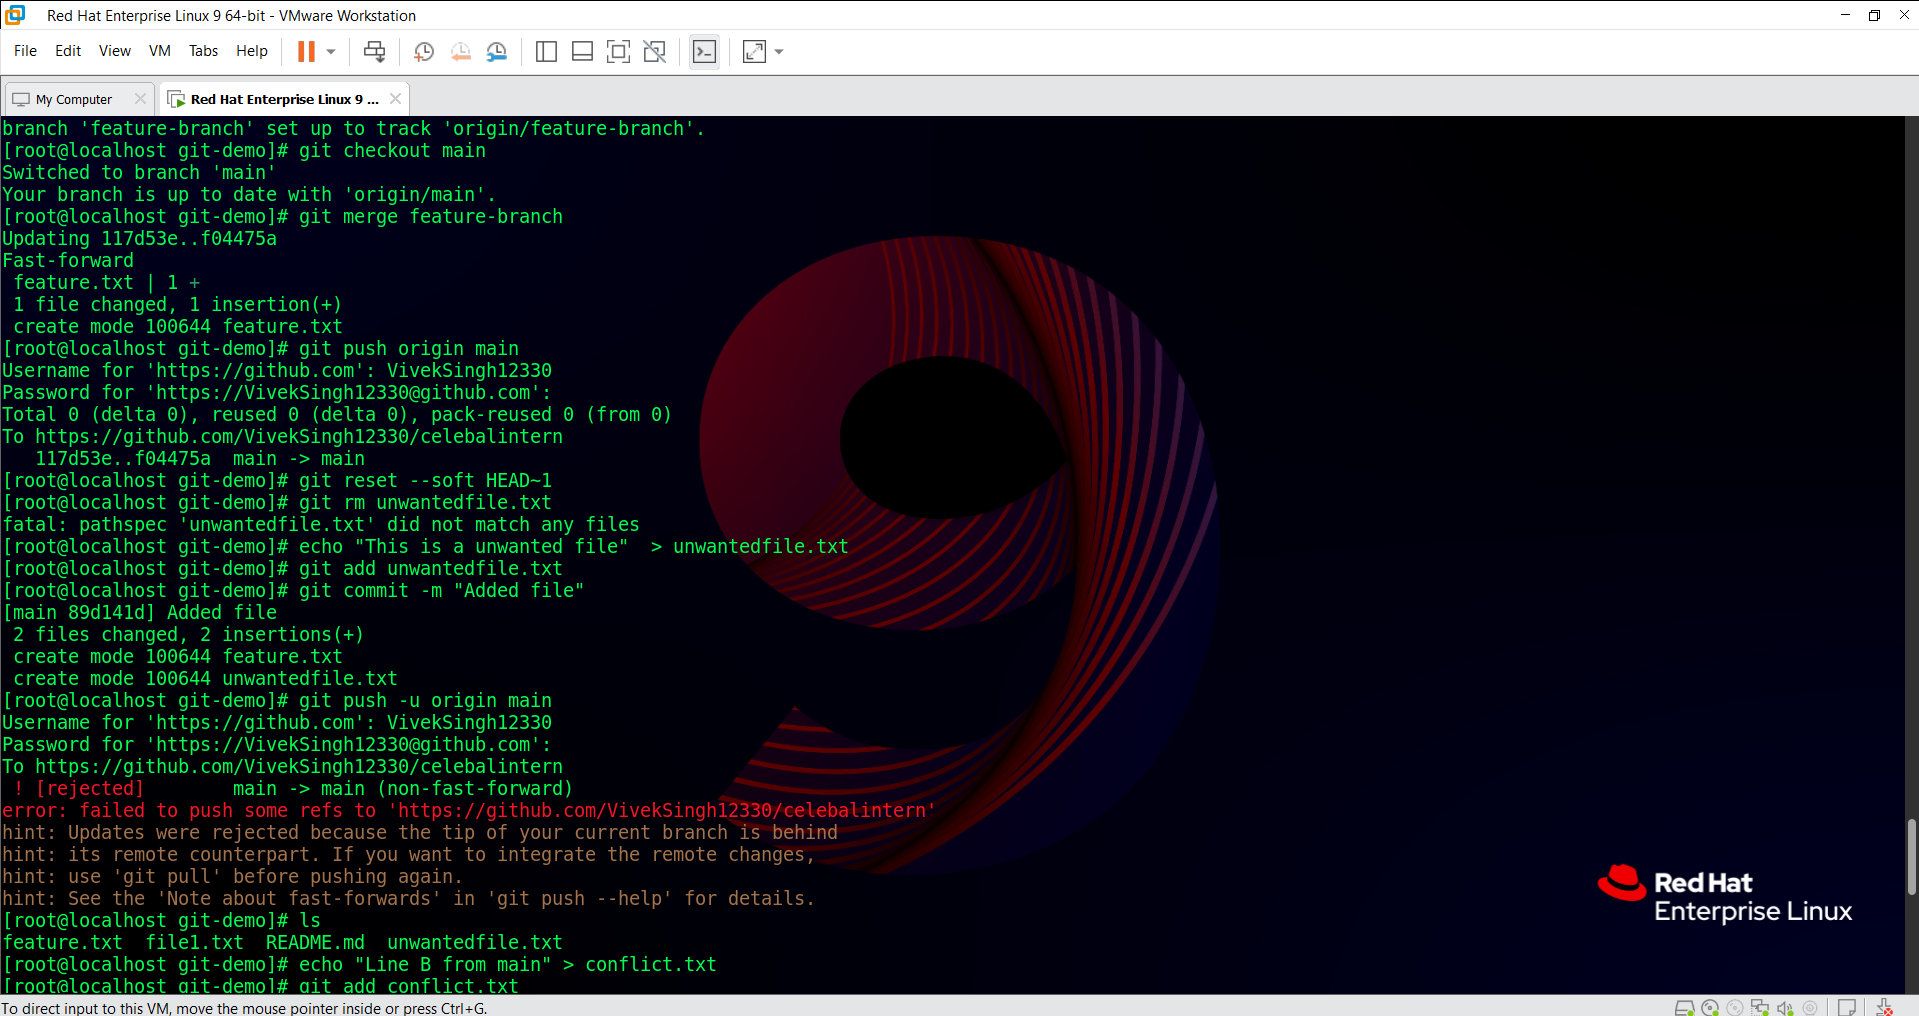 Red Hat Enterprise Linux 9 64-bit - VMware Workstation
File Edit View VM Tabs Help
My Computer
Red Hat Enterprise Linux 9 ...
branch 'feature-branch' set up to track 'origin/feature-branch'.
[root@localhost git-demo]# git checkout main
Switched to branch 'main'
Your branch is up to date with 'origin/main'.
[root@localhost git-demo]# git merge feature-branch
Updating 117d53e..f04475a
Fast-forward
 feature.txt | 1 +
 1 file changed, 1 insertion(+)
 create mode 100644 feature.txt
[root@localhost git-demo]# git push origin main
Username for 'https://github.com': VivekSingh12330
Password for 'https://VivekSingh12330@github.com':
Total 0 (delta 0), reused 0 (delta 0), pack-reused 0 (from 0)
To https://github.com/VivekSingh12330/celebalintern
   117d53e..f04475a  main -> main
[root@localhost git-demo]# git reset --soft HEAD~1
[root@localhost git-demo]# git rm unwantedfile.txt
fatal: pathspec 'unwantedfile.txt' did not match any files
[root@localhost git-demo]# echo "This is a unwanted file"  > unwantedfile.txt
[root@localhost git-demo]# git add unwantedfile.txt
[root@localhost git-demo]# git commit -m "Added file"
[main 89d141d] Added file
 2 files changed, 2 insertions(+)
 create mode 100644 feature.txt
 create mode 100644 unwantedfile.txt
[root@localhost git-demo]# git push -u origin main
Username for 'https://github.com': VivekSingh12330
Password for 'https://VivekSingh12330@github.com':
To https://github.com/VivekSingh12330/celebalintern
 ! [rejected]        main -> main (non-fast-forward)
error: failed to push some refs to 'https://github.com/VivekSingh12330/celebalintern'
hint: Updates were rejected because the tip of your current branch is behind
hint: its remote counterpart. If you want to integrate the remote changes,
hint: use 'git pull' before pushing again.
hint: See the 'Note about fast-forwards' in 'git push --help' for details.
[root@localhost git-demo]# ls
feature.txt  file1.txt  README.md  unwantedfile.txt
[root@localhost git-demo]# echo "Line B from main" > conflict.txt
[root@localhost git-demo]# git add conflict.txt
Red Hat
Enterprise Linux
To direct input to this VM, move the mouse pointer inside or press Ctrl+G.